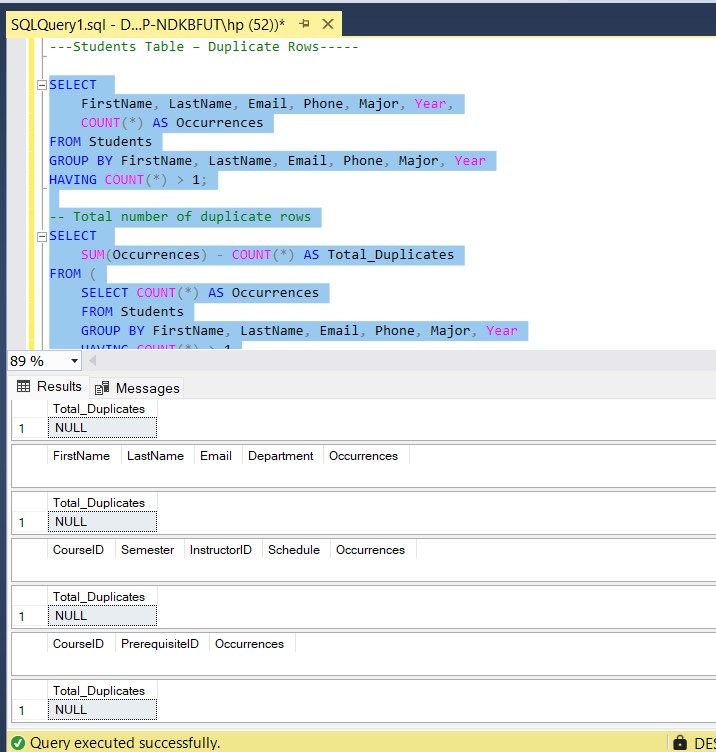 SQLQuery1.sql - D...P-NDKBFUT\hp (52))*
---Students Table – Duplicate Rows-----
SELECT
FirstName, LastName, Email, Phone, Major, Year,
COUNT(*) AS Occurrences
FROM Students
GROUP BY FirstName, LastName, Email, Phone, Major, Year
HAVING COUNT(*) > 1;
-- Total number of duplicate rows
SELECT
SUM(Occurrences) - COUNT(*) AS Total_Duplicates
FROM (
SELECT COUNT(*) AS Occurrences
FROM Students
GROUP BY FirstName, LastName, Email, Phone, Major, Year
HAVING COUNT(*) > 1
89 %
Results Messages
Total_Duplicates
1 NULL
FirstName LastName Email Department Occurrences
Total_Duplicates
1 NULL
CourseID Semester InstructorID Schedule Occurrences
Total_Duplicates
1 NULL
CourseID PrerequisiteID Occurrences
Total_Duplicates
1 NULL
Query executed successfully. DES